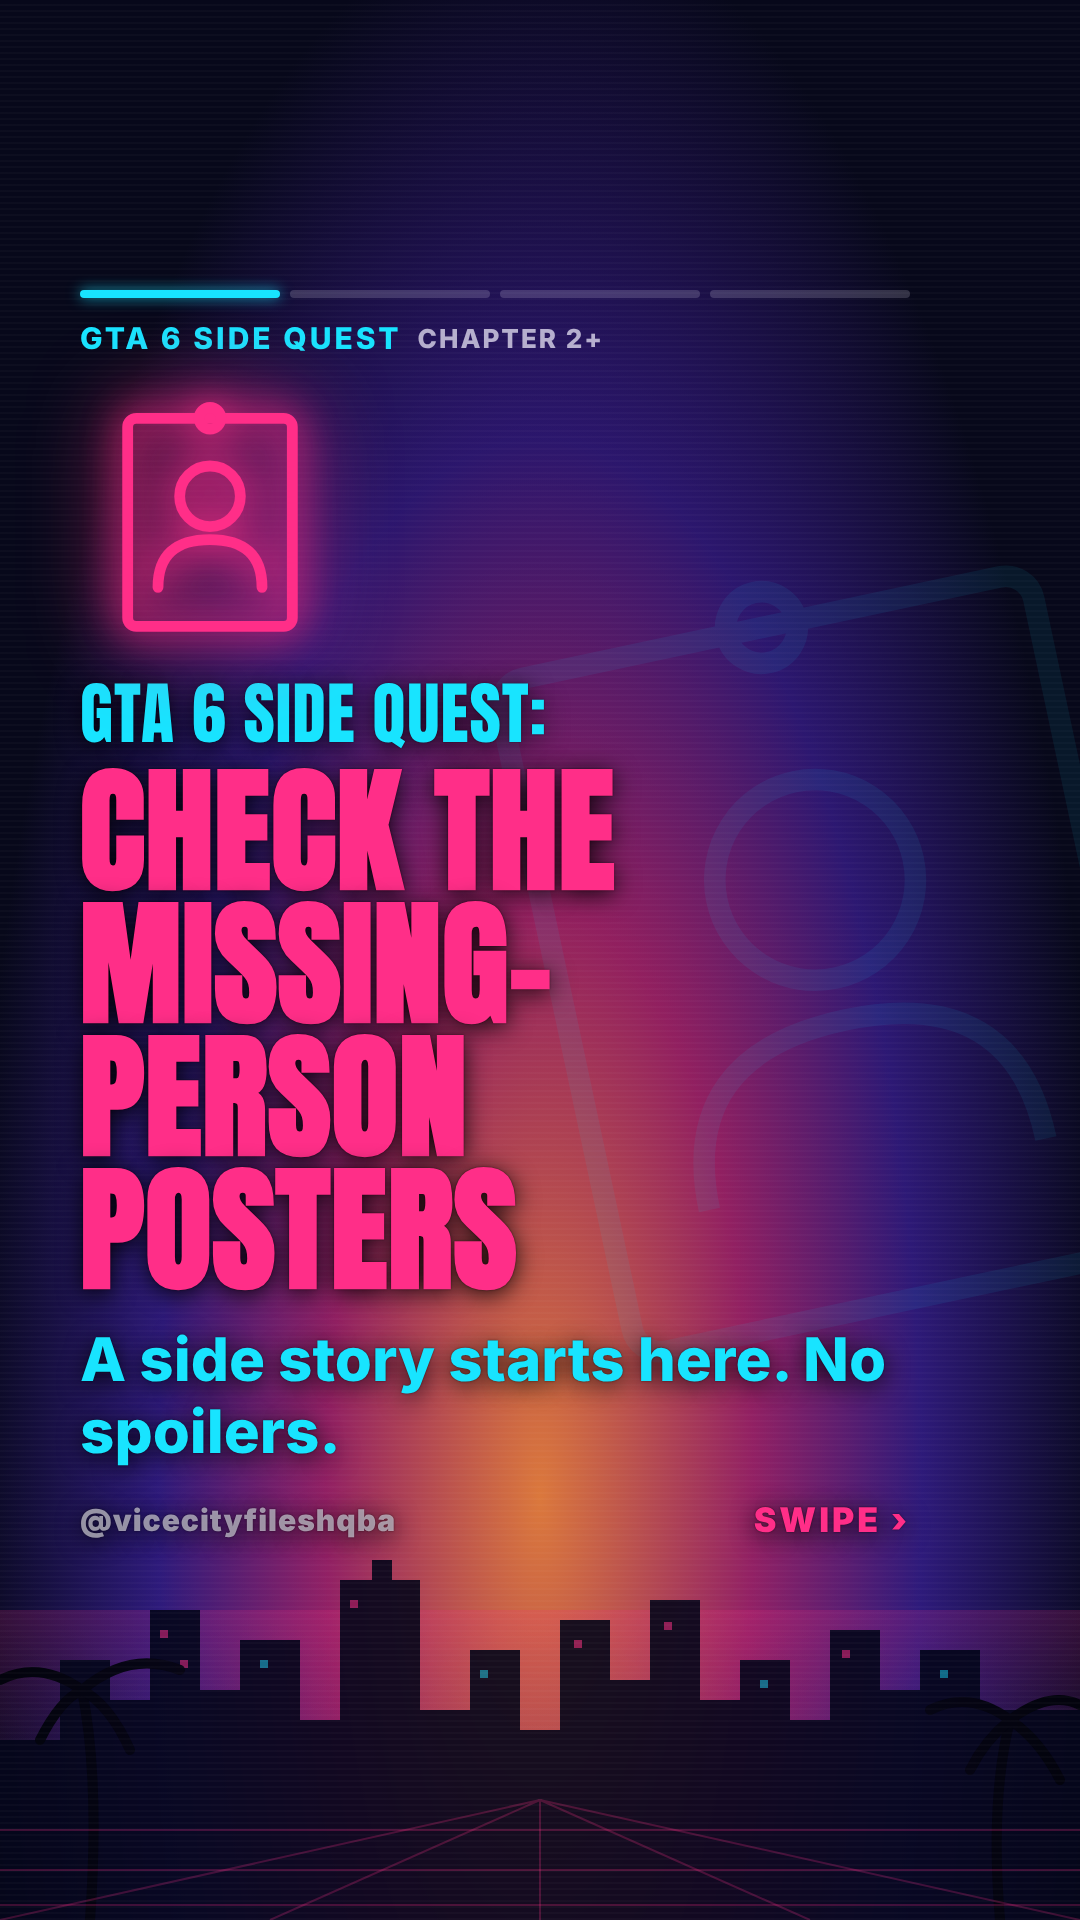 GTA 6 SIDE QUEST CHAPTER 2+
GTA 6 SIDE QUEST:
CHECK THE
MISSING-
PERSON
POSTERS
A side story starts here. No
spoilers.
@vicecityfileshqba
SWIPE ›